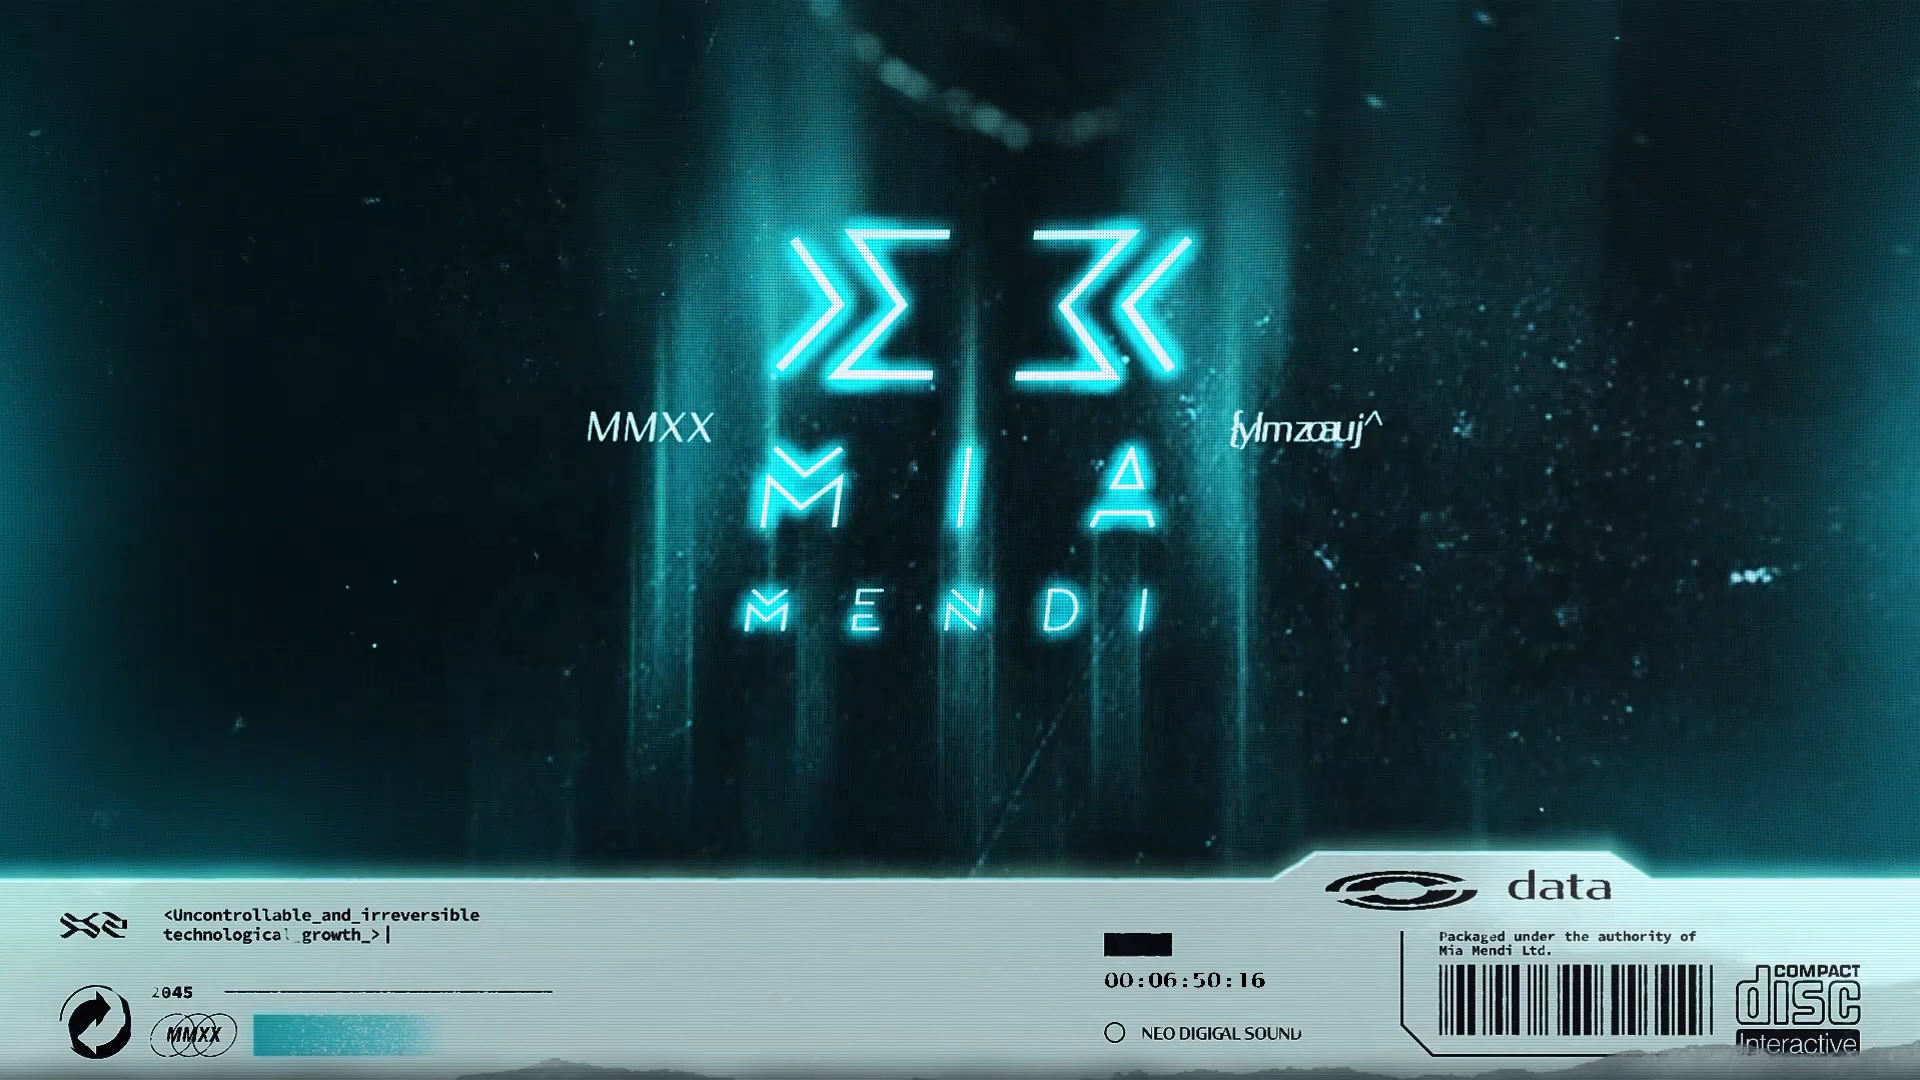 MMXX
{ylmzoauj^
MIA
MENDI
data
<Uncontrollable_and_irreversible
technological_growth_>|
Packaged under the authority of
Mia Mendi Ltd.
00:06:50:16
2045
MMXX
NEO DIGIGAL SOUND
COMPACT
disc
Interactive